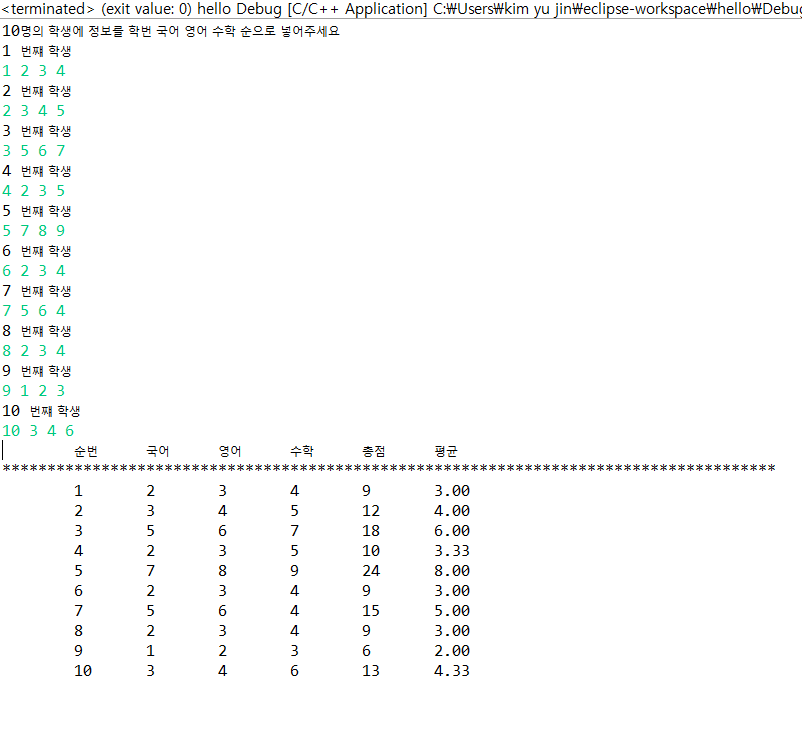 <terminated> (exit value: 0) hello Debug [C/C++ Application] C:₩Users₩kim yu jin₩eclipse-workspace₩hello₩Debug
10명의 학생에 정보를 학번 국어 영어 수학 순으로 넣어주세요
1 번째 학생
1 2 3 4
2 번째 학생
2 3 4 5
3 번째 학생
3 5 6 7
4 번째 학생
4 2 3 5
5 번째 학생
5 7 8 9
6 번째 학생
6 2 3 4
7 번째 학생
7 5 6 4
8 번째 학생
8 2 3 4
9 번째 학생
9 1 2 3
10 번째 학생
10 3 4 6
순번 국어 영어 수학 총점 평균
**************************************************************************************
1 2 3 4 9 3.00
2 3 4 5 12 4.00
3 5 6 7 18 6.00
4 2 3 5 10 3.33
5 7 8 9 24 8.00
6 2 3 4 9 3.00
7 5 6 4 15 5.00
8 2 3 4 9 3.00
9 1 2 3 6 2.00
10 3 4 6 13 4.33